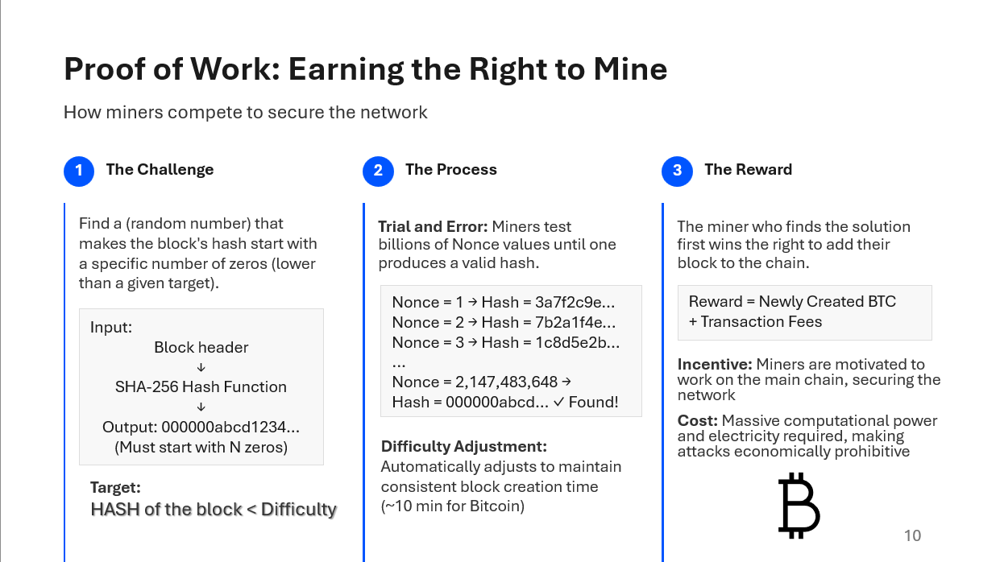 Proof of Work: Earning the Right to Mine
How miners compete to secure the network
1 The Challenge
Find a (random number) that
makes the block's hash start with
a specific number of zeros (lower
than a given target).
Input:
Block header
↓
SHA-256 Hash Function
↓
Output: 000000abcd1234...
(Must start with N zeros)
Target:
HASH of the block < Difficulty
2 The Process
Trial and Error: Miners test
billions of Nonce values until one
produces a valid hash.
Nonce = 1 → Hash = 3a7f2c9e...
Nonce = 2 → Hash = 7b2a1f4e...
Nonce = 3 → Hash = 1c8d5e2b...
...
Nonce = 2,147,483,648 →
Hash = 000000abcd... ✓ Found!
Difficulty Adjustment:
Automatically adjusts to maintain
consistent block creation time
(~10 min for Bitcoin)
3 The Reward
The miner who finds the solution
first wins the right to add their
block to the chain.
Reward = Newly Created BTC
+ Transaction Fees
Incentive: Miners are motivated to
work on the main chain, securing the
network
Cost: Massive computational power
and electricity required, making
attacks economically prohibitive
10